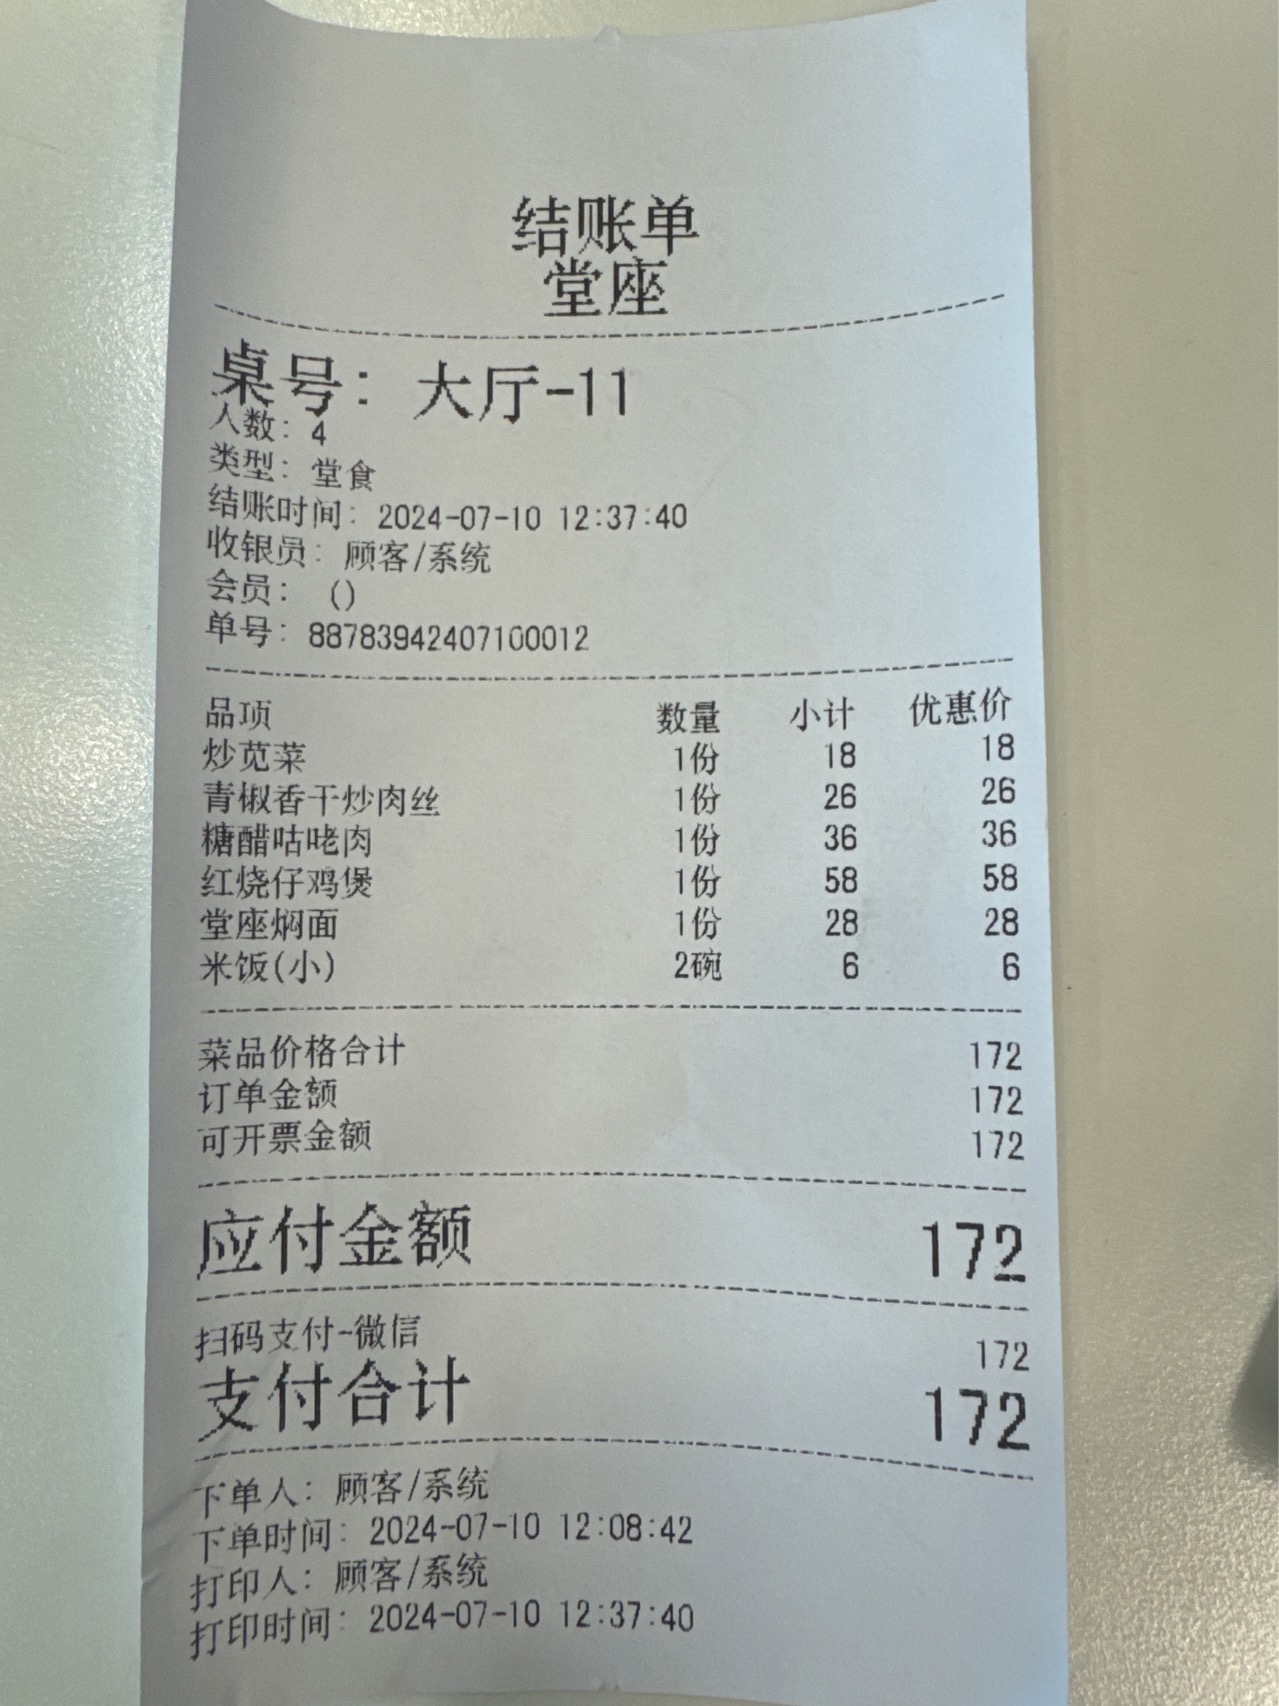 结账单
堂座
桌号: 大厅-11
人数: 4
类型: 堂食
结账时间: 2024-07-10 12:37:40
收银员: 顾客/系统
会员: ()
单号: 88783942407100012
品项 数量 小计 优惠价
炒苋菜 1份 18 18
青椒香干炒肉丝 1份 26 26
糖醋咕咾肉 1份 36 36
红烧仔鸡煲 1份 58 58
堂座焖面 1份 28 28
米饭(小) 2碗 6 6
菜品价格合计 172
订单金额 172
可开票金额 172
应付金额 172
扫码支付-微信 172
支付合计 172
下单人: 顾客/系统
下单时间: 2024-07-10 12:08:42
打印人: 顾客/系统
打印时间: 2024-07-10 12:37:40